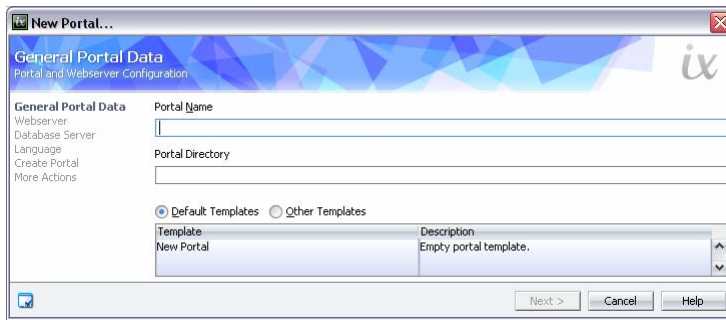 ix New Portal...
General Portal Data
Portal and Webserver Configuration
ix
General Portal Data
Webserver
Database Server
Language
Create Portal
More Actions
Portal Name
Portal Directory
Default Templates Other Templates
Template Description
New Portal Empty portal template.
Next > Cancel Help